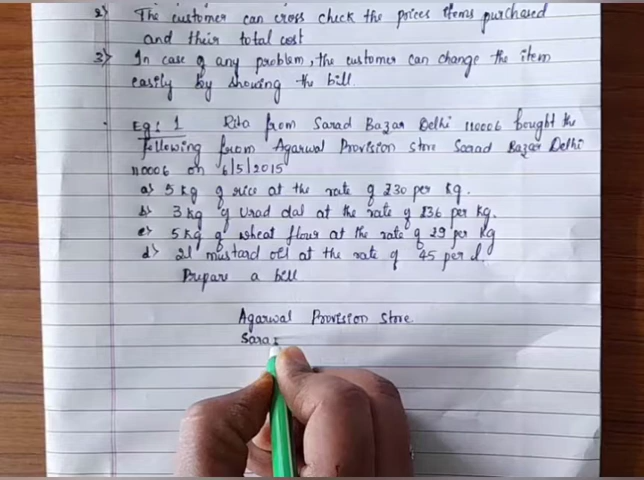 2> The customer can cross check the prices items purchased
and their total cost
3> In case of any problem, the customer can change the item
easily by showing the bill.
Eg: 1 Rita from Sarad Bazar Delhi 110006 bought the
following from Agarwal Provision store Sarad Bazar Delhi
110006 on 6/5/2015
a> 5 kg of rice at the rate of ₹30 per kg.
b> 3 kg of urad dal at the rate of ₹36 per kg.
c> 5 kg of wheat flour at the rate of ₹9 per kg
d> 2l mustard oil at the rate of 45 per l.
Prepare a bill
Agarwal Provision store
Sara